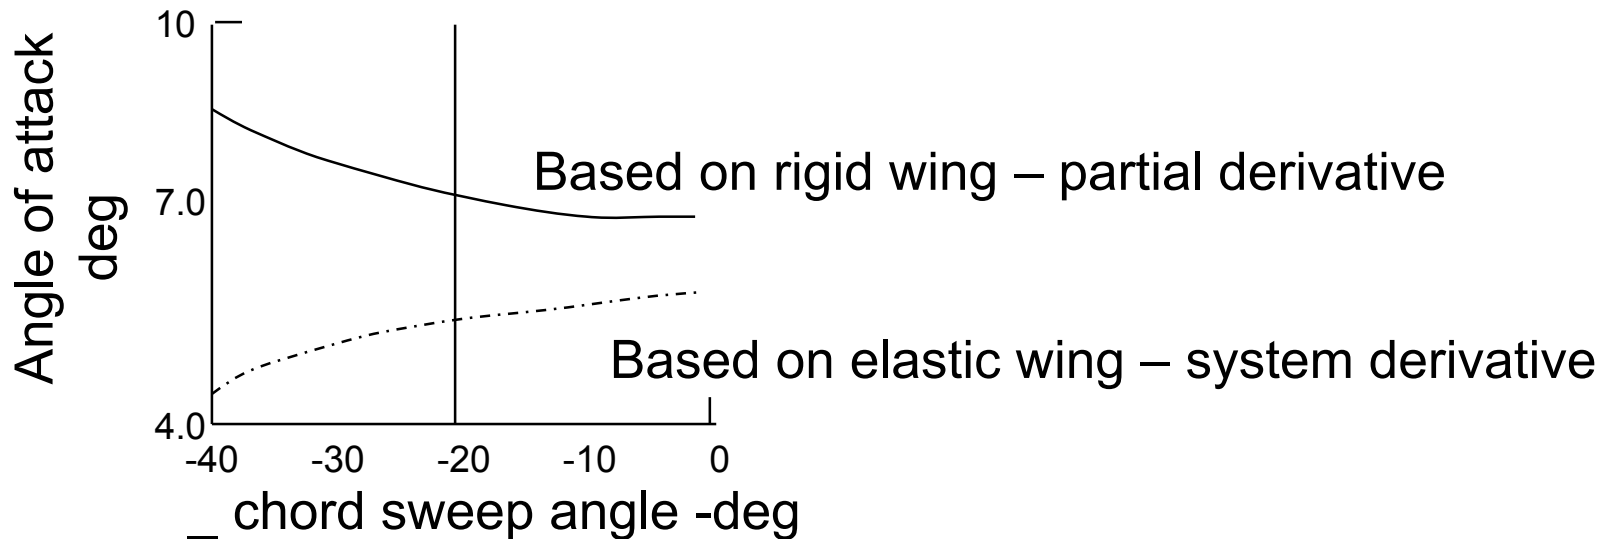 10
Angle of attack
deg
7.0
Based on rigid wing – partial derivative
Based on elastic wing – system derivative
4.0
-40 -30 -20 -10 0
_ chord sweep angle -deg